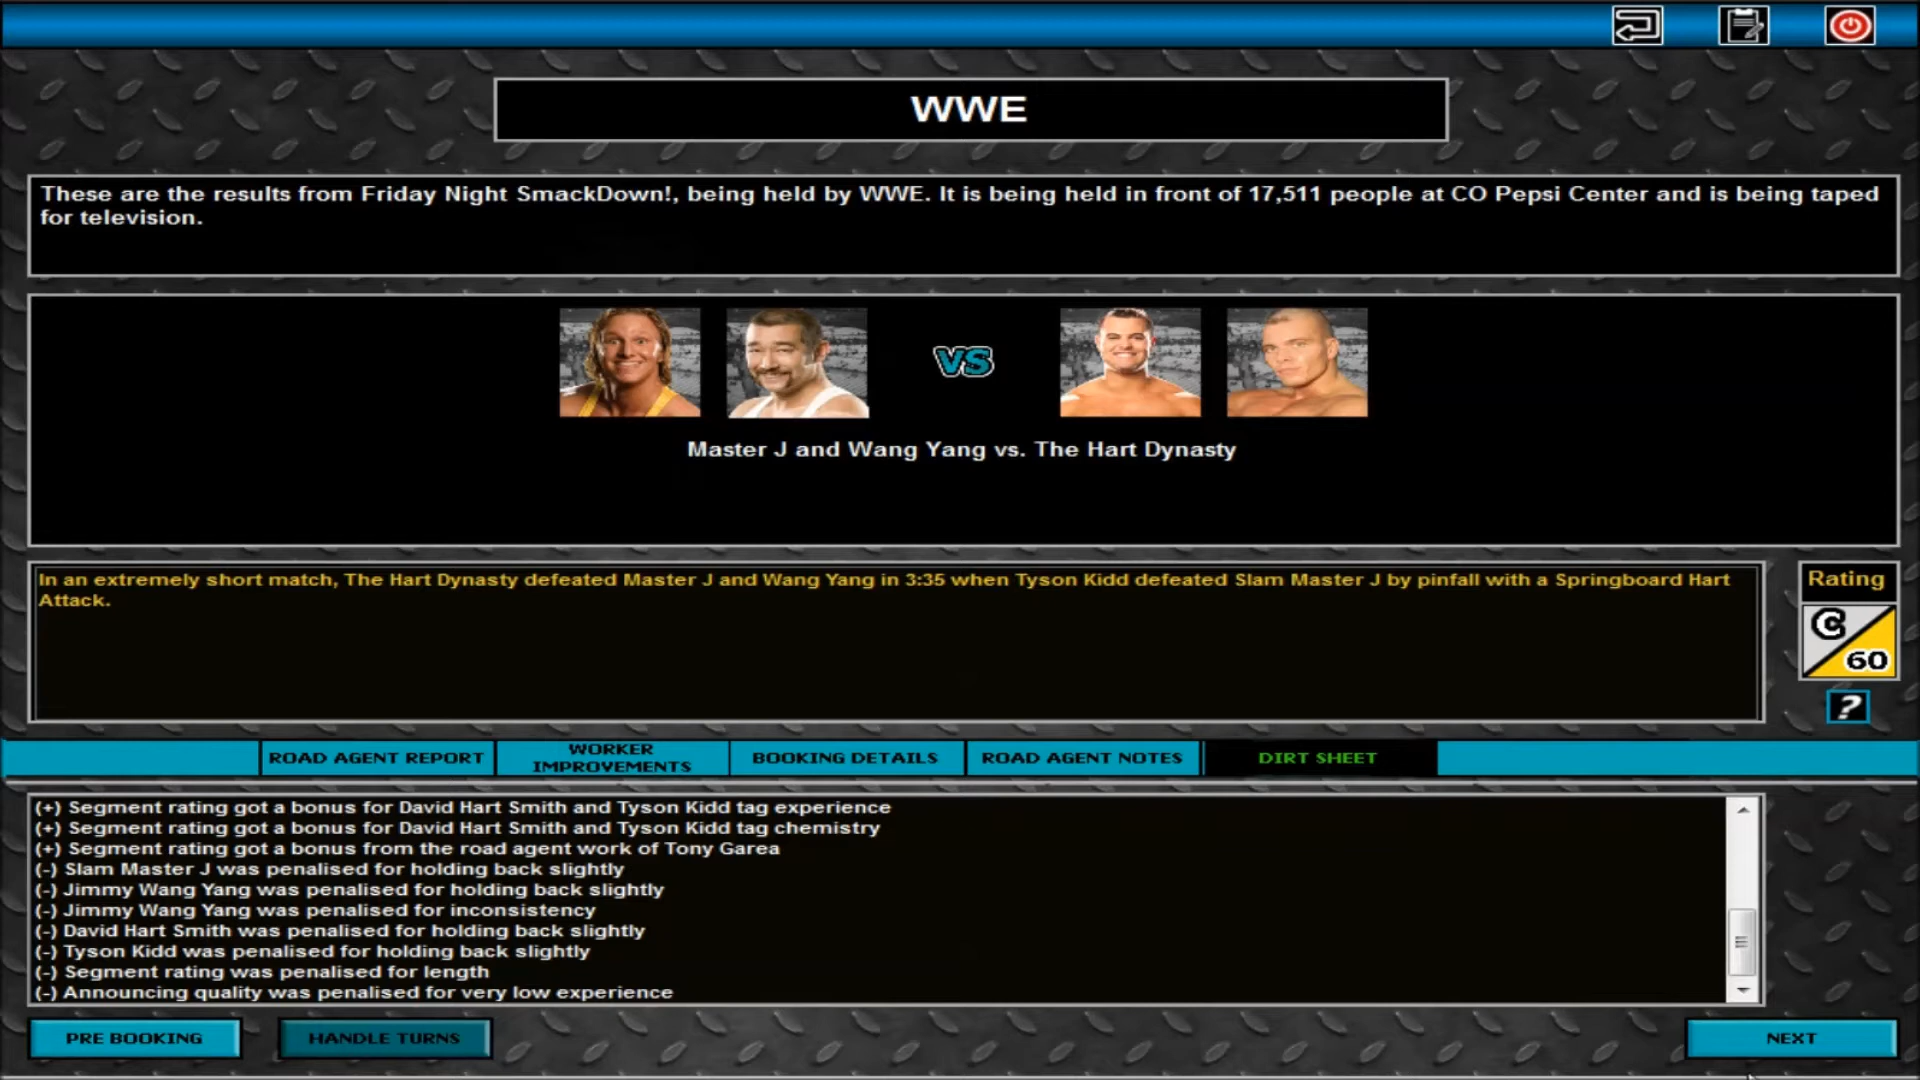 WWE
These are the results from Friday Night SmackDown!, being held by WWE. It is being held in front of 17,511 people at CO Pepsi Center and is being taped
for television.
VS
Master J and Wang Yang vs. The Hart Dynasty
In an extremely short match, The Hart Dynasty defeated Master J and Wang Yang in 3:35 when Tyson Kidd defeated Slam Master J by pinfall with a Springboard Hart
Attack.
Rating
C
60
?
ROAD AGENT REPORT
WORKER
IMPROVEMENTS
BOOKING DETAILS
ROAD AGENT NOTES
DIRT SHEET
(+) Segment rating got a bonus for David Hart Smith and Tyson Kidd tag experience
(+) Segment rating got a bonus for David Hart Smith and Tyson Kidd tag chemistry
(+) Segment rating got a bonus from the road agent work of Tony Garea
(-) Slam Master J was penalised for holding back slightly
(-) Jimmy Wang Yang was penalised for holding back slightly
(-) Jimmy Wang Yang was penalised for inconsistency
(-) David Hart Smith was penalised for holding back slightly
(-) Tyson Kidd was penalised for holding back slightly
(-) Segment rating was penalised for length
(-) Announcing quality was penalised for very low experience
PRE BOOKING
HANDLE TURNS
NEXT